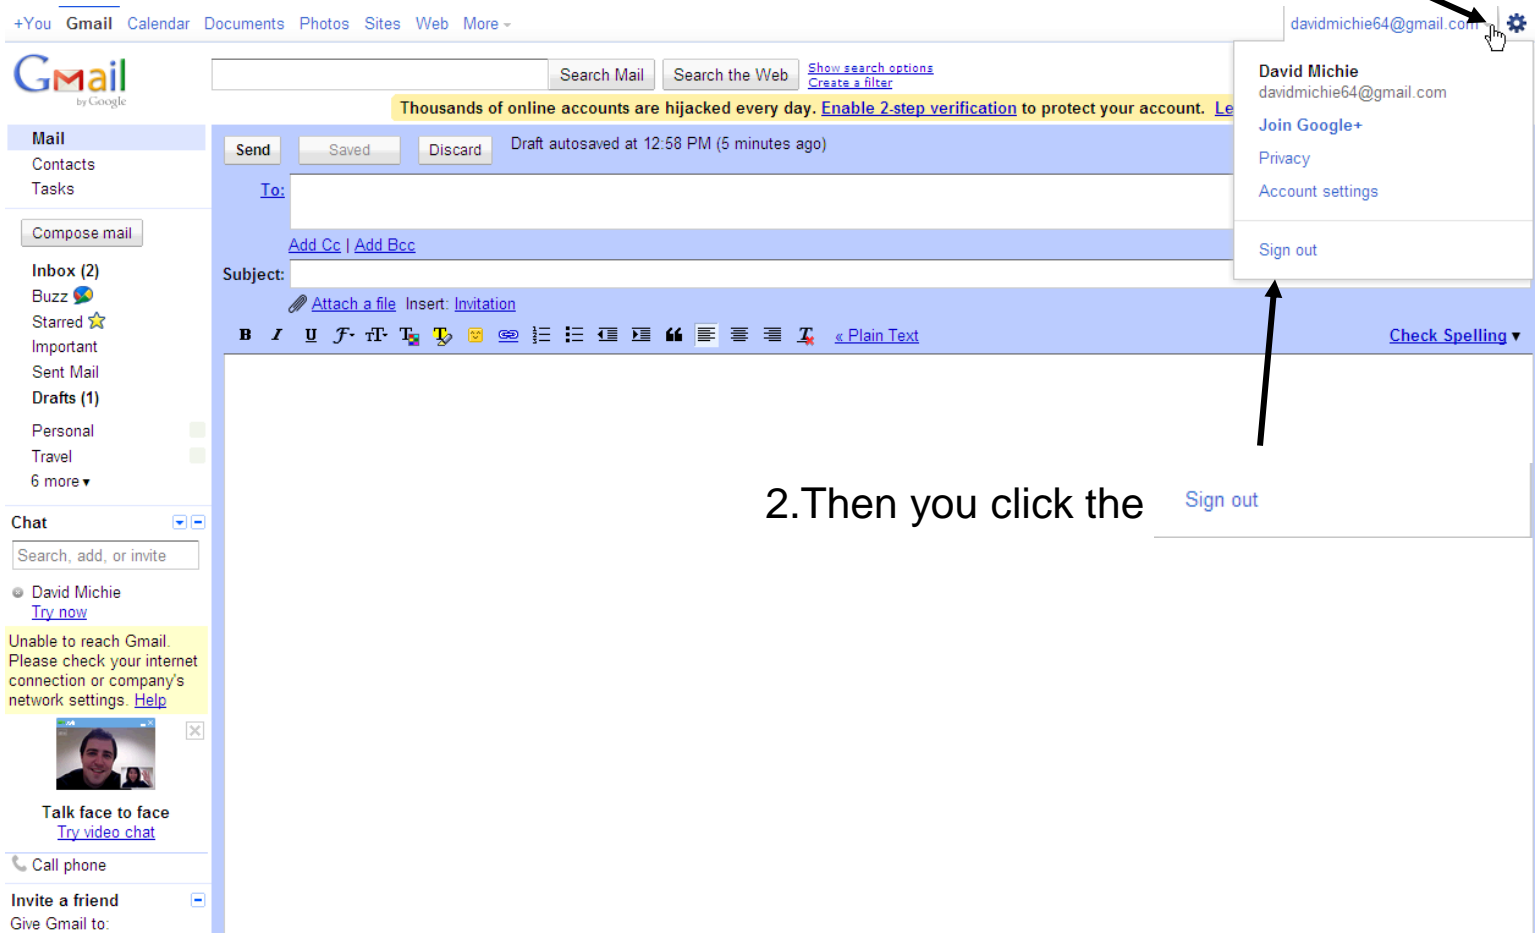 +You Gmail Calendar Documents Photos Sites Web More
davidmichie64@gmail.com
Gmail
by Google
Search Mail Search the Web Show search options
Create a filter
Thousands of online accounts are hijacked every day. Enable 2-step verification to protect your account. Le
David Michie
davidmichie64@gmail.com
Join Google+
Privacy
Account settings
Sign out
Mail
Contacts
Tasks
Compose mail
Inbox (2)
Buzz
Starred
Important
Sent Mail
Drafts (1)
Personal
Travel
6 more ▾
Chat
Search, add, or invite
David Michie
Try now
Unable to reach Gmail.
Please check your internet
connection or company's
network settings. Help
Talk face to face
Try video chat
Call phone
Invite a friend
Give Gmail to:
Send Saved Discard Draft autosaved at 12:58 PM (5 minutes ago)
To:
Add Cc | Add Bcc
Subject:
Attach a file Insert: Invitation
B I U F T T T « Plain Text Check Spelling ▾
2.Then you click the Sign out